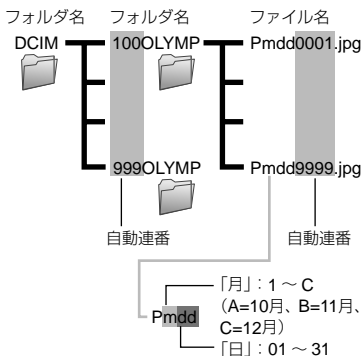 フォルダ名 フォルダ名 ファイル名
DCIM 100OLYMP Pmdd0001.jpg
999OLYMP Pmdd9999.jpg
自動連番 自動連番
「月」：1 ～ C
（A=10月、B=11月、
Pmdd
C=12月）
「日」：01 ～ 31